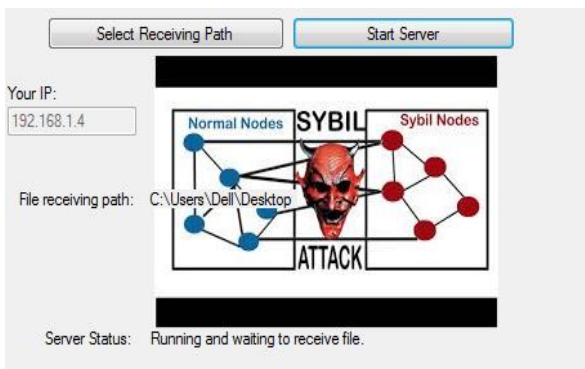 Select Receiving Path
Start Server
Your IP:
192.168.1.4
Normal Nodes
SYBIL
Sybil Nodes
File receiving path: C:\Users\Dell\Desktop
ATTACK
Server Status: Running and waiting to receive file.